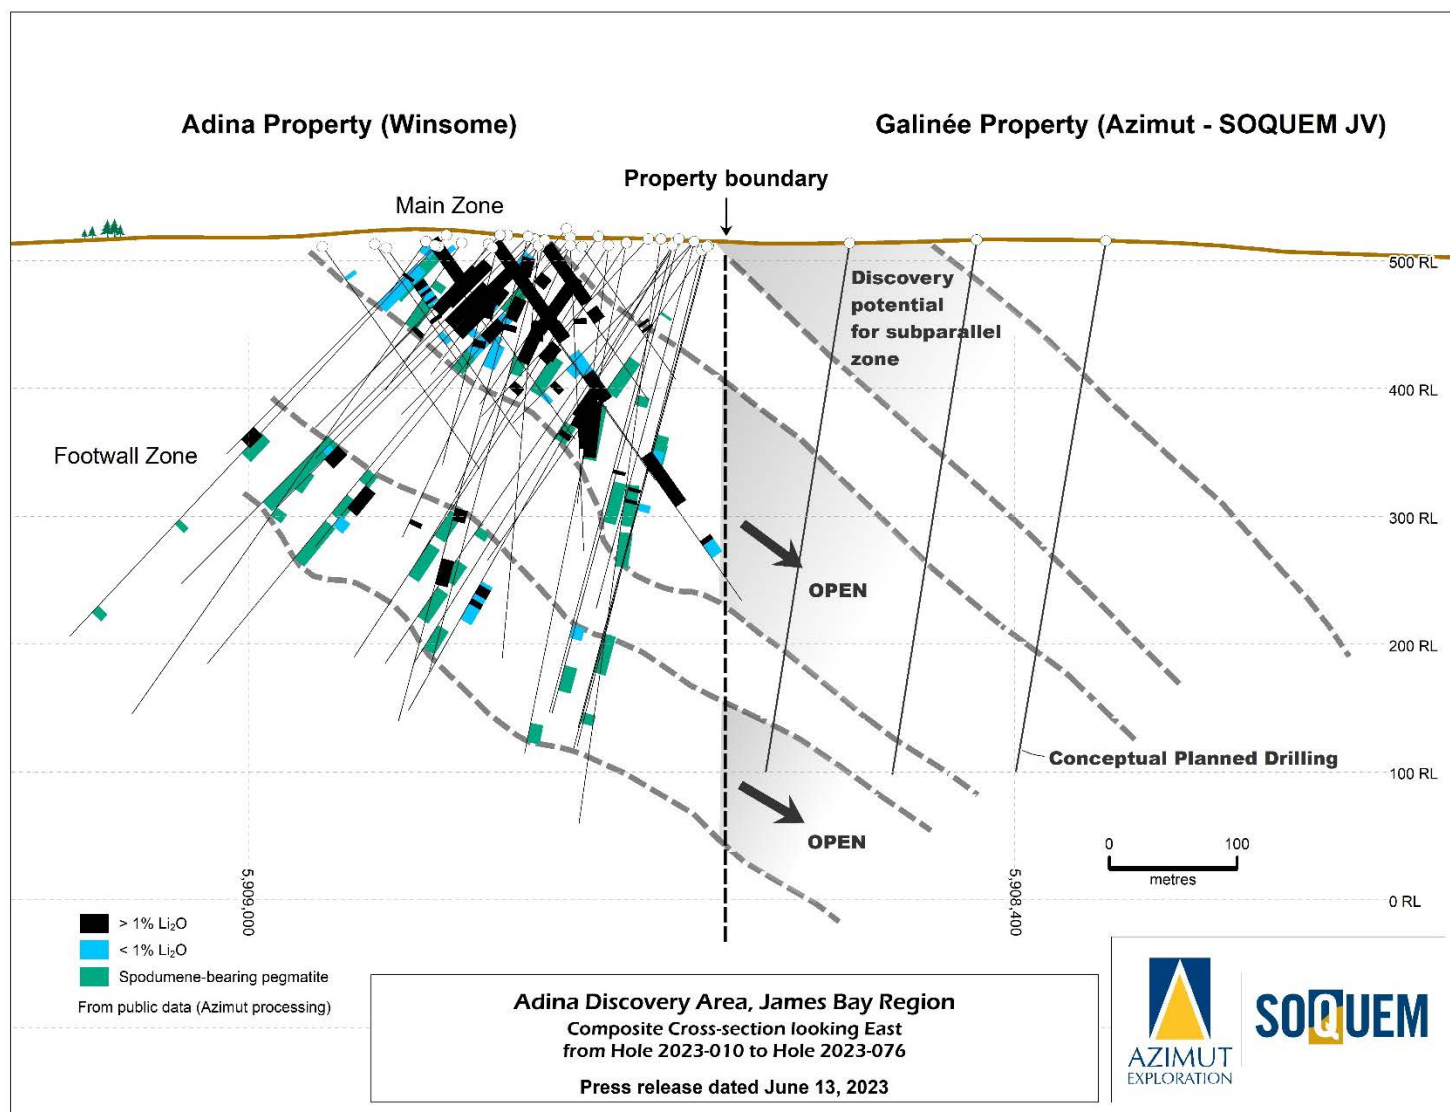 Adina Property (Winsome)
Galinée Property (Azimut - SOQUEM JV)
Property boundary
Main Zone
500 RL
Discovery
potential
for subparallel
zone
400 RL
Footwall Zone
300 RL
OPEN
200 RL
Conceptual Planned Drilling
100 RL
OPEN
0 100
metres
5,909,000
5,908,400
0 RL
> 1% Li₂O
< 1% Li₂O
Spodumene-bearing pegmatite
From public data (Azimut processing)
Adina Discovery Area, James Bay Region
Composite Cross-section looking East
from Hole 2023-010 to Hole 2023-076
Press release dated June 13, 2023
AZIMUT
EXPLORATION
SOQUEM